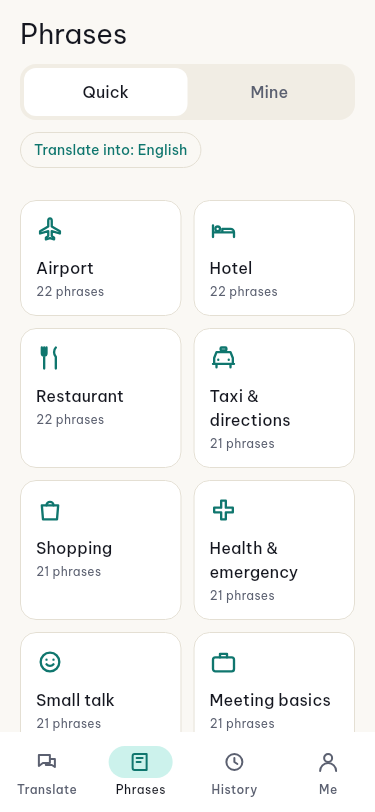 Phrases
Quick
Mine
Translate into: English
Airport
22 phrases
Hotel
22 phrases
Restaurant
22 phrases
Taxi &
directions
21 phrases
Shopping
21 phrases
Health &
emergency
21 phrases
Small talk
21 phrases
Meeting basics
21 phrases
Translate
Phrases
History
Me